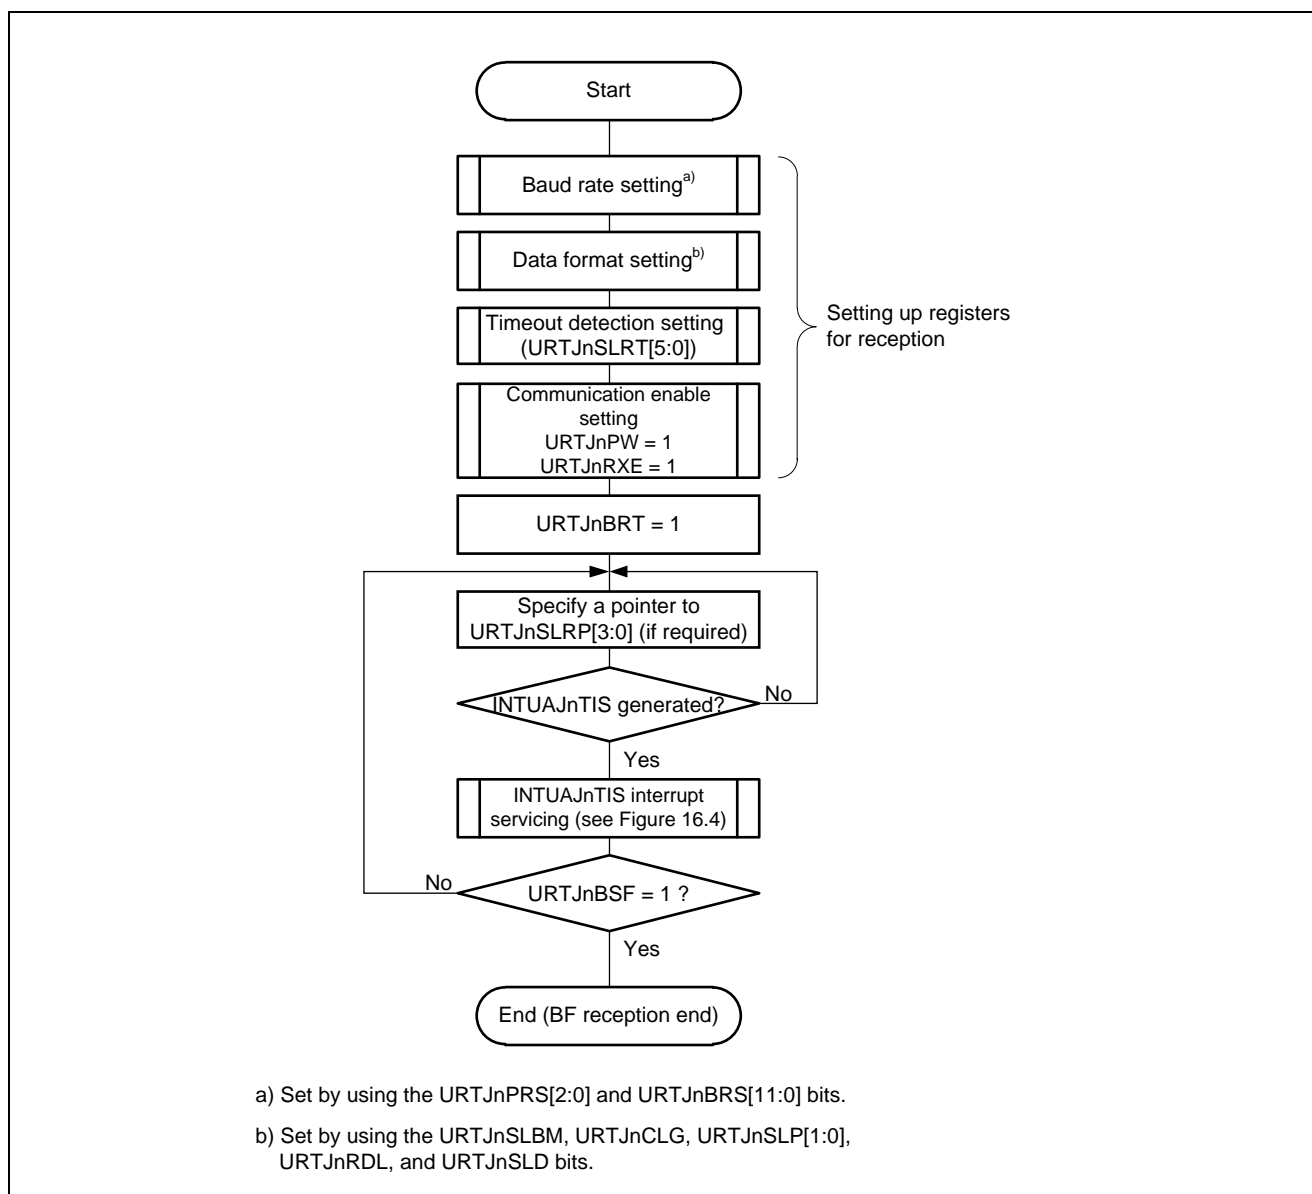 Start
Baud rate setting a)
Data format setting b)
Timeout detection setting
(URTJnSLRT[5:0])
Communication enable
setting
URTJnPW = 1
URTJnRXE = 1
Setting up registers
for reception
URTJnBRT = 1
Specify a pointer to
URTJnSLRP[3:0] (if required)
INTUAJnTIS generated?
No
Yes
INTUAJnTIS interrupt
servicing (see Figure 16.4)
No
URTJnBSF = 1 ?
Yes
End (BF reception end)
a) Set by using the URTJnPRS[2:0] and URTJnBRS[11:0] bits.
b) Set by using the URTJnSLBM, URTJnCLG, URTJnSLP[1:0],
URTJnRDL, and URTJnSLD bits.